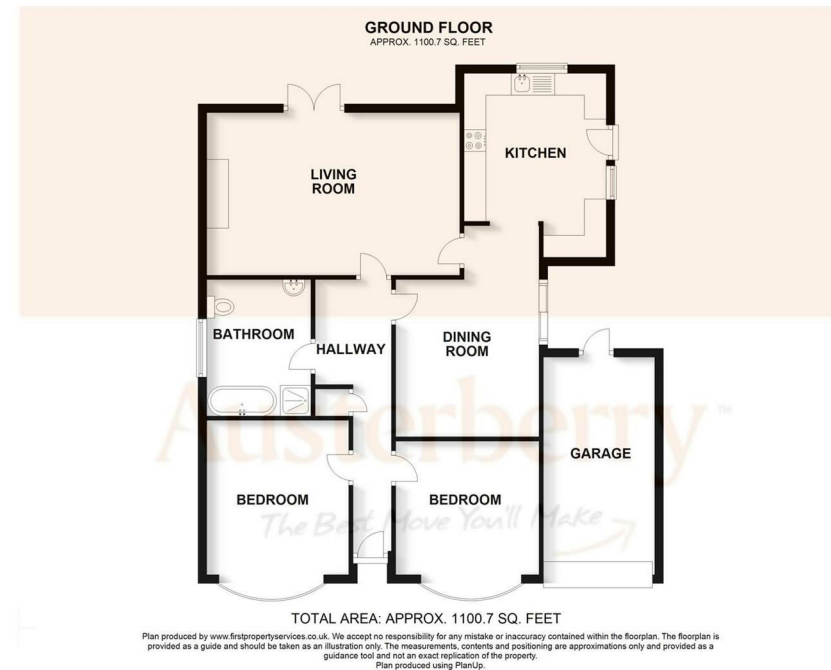 GROUND FLOOR
APPROX. 1100.7 SQ. FEET
KITCHEN
LIVING
ROOM
BATHROOM
HALLWAY
DINING
ROOM
Austerberry™
GARAGE
BEDROOM
BEDROOM
The Best Move You'll Make
TOTAL AREA: APPROX. 1100.7 SQ. FEET
Plan produced by www.firstpropertyservices.co.uk. We accept no responsibility for any mistake or inaccuracy contained within the floorplan. The floorplan is
provided as a guide and should be taken as an illustration only. The measurements, contents and positioning are approximations only and provided as a
guidance tool and not an exact replication of the property.
Plan produced using PlanUp.